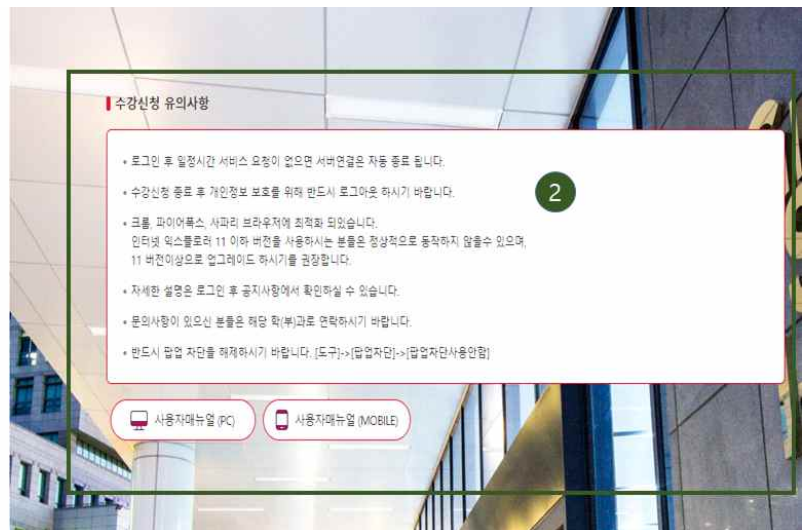 수강신청 유의사항
• 로그인 후 일정시간 서비스 요청이 없으면 서버연결은 자동 종료 됩니다.
• 수강신청 종료 후 개인정보 보호를 위해 반드시 로그아웃 하시기 바랍니다.
2
• 크롬, 파이어폭스, 사파리 브라우저에 최적화 되있습니다.
인터넷 익스플로러 11 이하 버전을 사용하시는 분들은 정상적으로 동작하지 않을수 있으며,
11 버전이상으로 업그레이드 하시기를 권장합니다.
• 자세한 설명은 로그인 후 공지사항에서 확인하실 수 있습니다.
• 문의사항이 있으신 분들은 해당 학(부)과로 연락하시기 바랍니다.
• 반드시 팝업 차단을 해제하시기 바랍니다. [도구]->[팝업차단]->[팝업차단사용안함]
사용자매뉴얼 (PC)
사용자매뉴얼 (MOBILE)